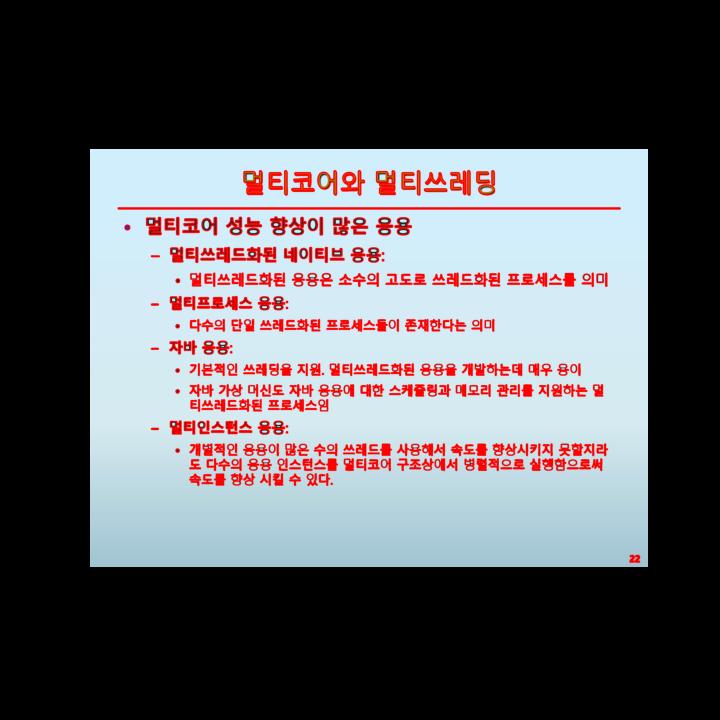 멀티코어와 멀티쓰레딩
• 멀티코어 성능 향상이 많은 응용
– 멀티쓰레드화된 네이티브 응용:
• 멀티쓰레드화된 응용은 소수의 고도로 쓰레드화된 프로세스를 의미
– 멀티프로세스 응용:
• 다수의 단일 쓰레드화된 프로세스들이 존재한다는 의미
– 자바 응용:
• 기본적인 쓰레딩을 지원. 멀티쓰레드화된 응용을 개발하는데 매우 용이
• 자바 가상 머신도 자바 응용에 대한 스케쥴링과 메모리 관리를 지원하는 멀
티쓰레드화된 프로세스임
– 멀티인스턴스 응용:
• 개별적인 응용이 많은 수의 쓰레드를 사용해서 속도를 향상시키지 못할지라
도 다수의 응용 인스턴스를 멀티코어 구조상에서 병렬적으로 실행함으로써
속도를 향상 시킬 수 있다.
22